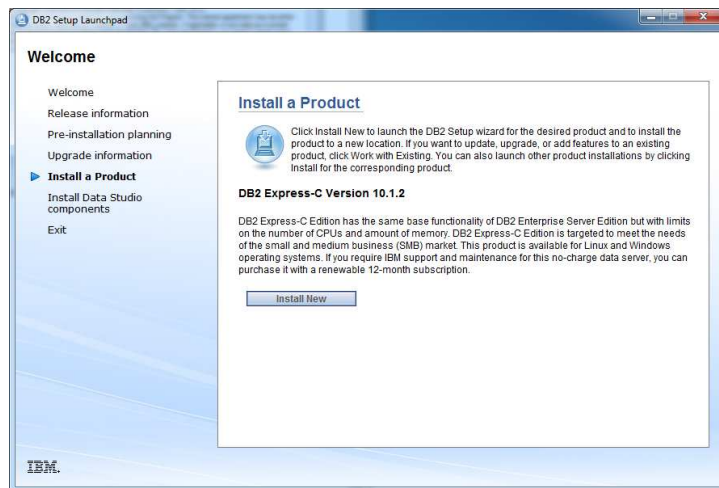 DB2 Setup Launchpad
Welcome
Welcome
Release information
Pre-installation planning
Upgrade information
Install a Product
Install Data Studio
components
Exit
Install a Product
Click Install New to launch the DB2 Setup wizard for the desired product and to install the
product to a new location. If you want to update, upgrade, or add features to an existing
product, click Work with Existing. You can also launch other product installations by clicking
Install for the corresponding product.
DB2 Express-C Version 10.1.2
DB2 Express-C Edition has the same base functionality of DB2 Enterprise Server Edition but with limits
on the number of CPUs and amount of memory. DB2 Express-C Edition is targeted to meet the needs
of the small and medium business (SMB) market. This product is available for Linux and Windows
operating systems. If you require IBM support and maintenance for this no-charge data server, you can
purchase it with a renewable 12-month subscription.
Install New
IBM.